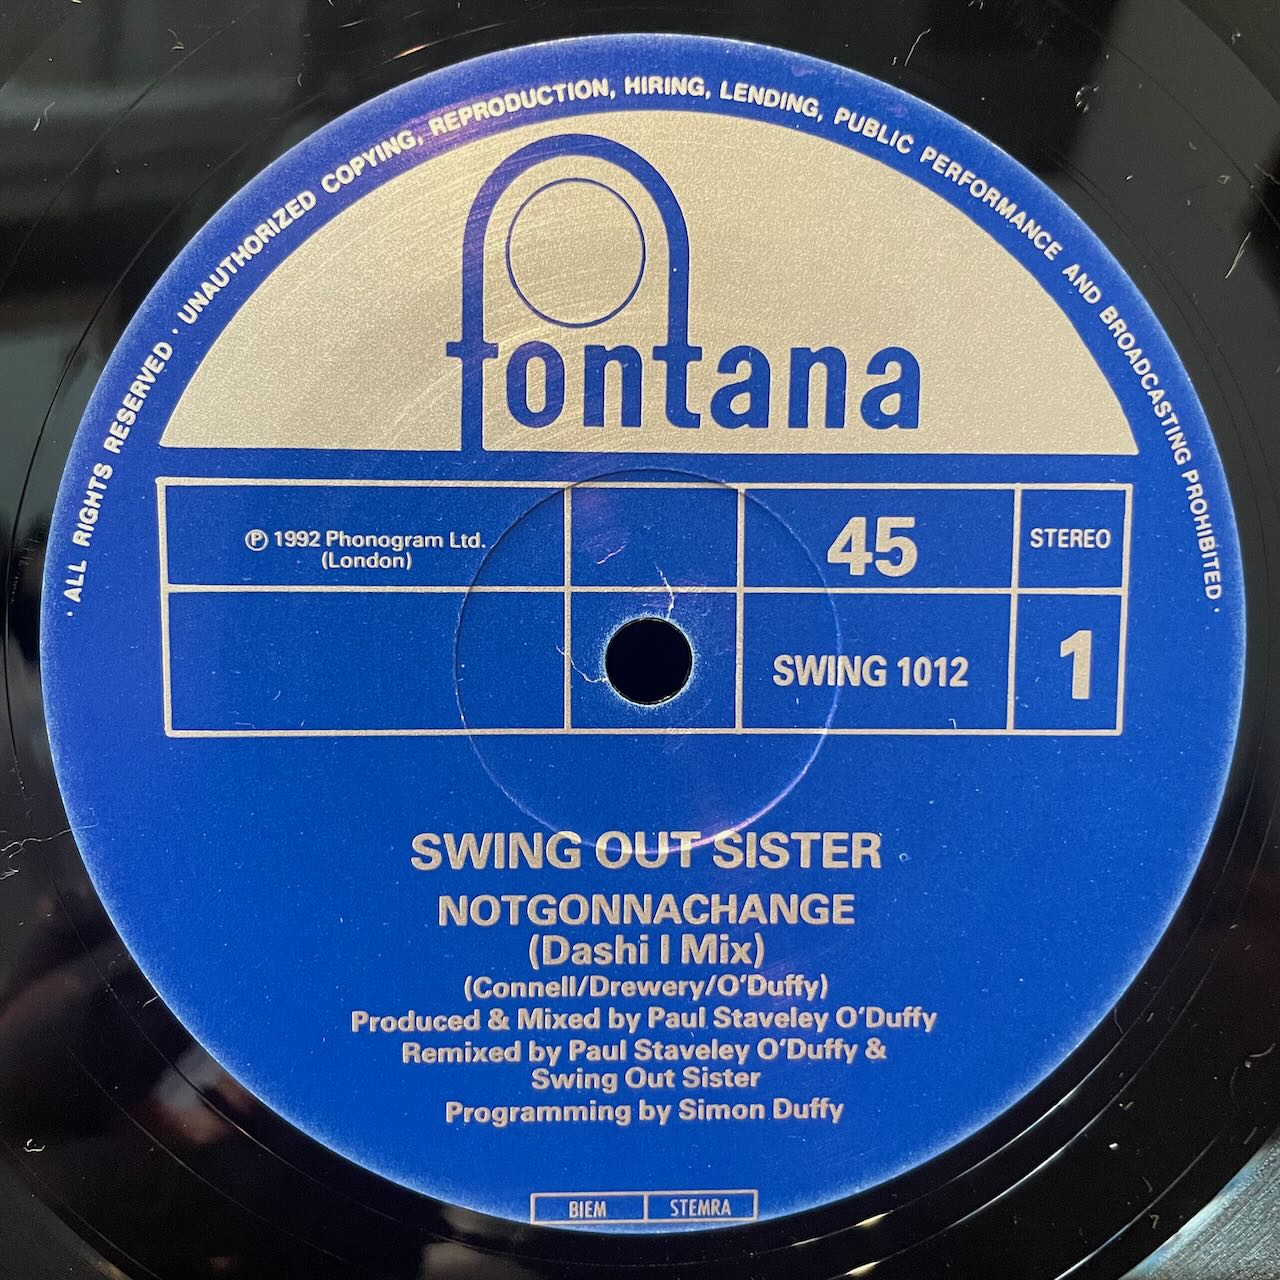 · ALL RIGHTS RESERVED · UNAUTHORIZED COPYING, REPRODUCTION, HIRING, LENDING, PUBLIC PERFORMANCE AND BROADCASTING PROHIBITED ·
fontana
℗ 1992 Phonogram Ltd.
(London)
45
STEREO
SWING 1012
1
SWING OUT SISTER
NOTGONNACHANGE
(Dashi I Mix)
(Connell/Drewery/O'Duffy)
Produced & Mixed by Paul Staveley O'Duffy
Remixed by Paul Staveley O'Duffy &
Swing Out Sister
Programming by Simon Duffy
BIEM STEMRA